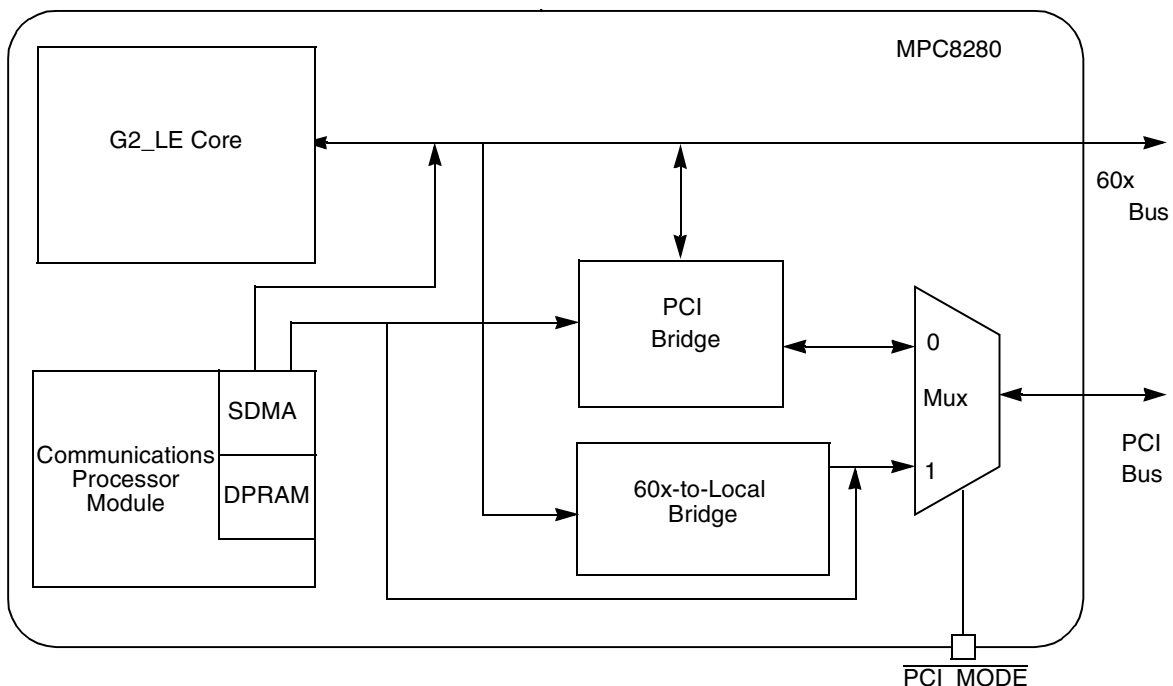 MPC8280
G2_LE Core
60x
Bus
PCI
Bridge
0
Mux
1
SDMA
DPRAM
Communications
Processor
Module
60x-to-Local
Bridge
PCI
Bus
PCI_MODE